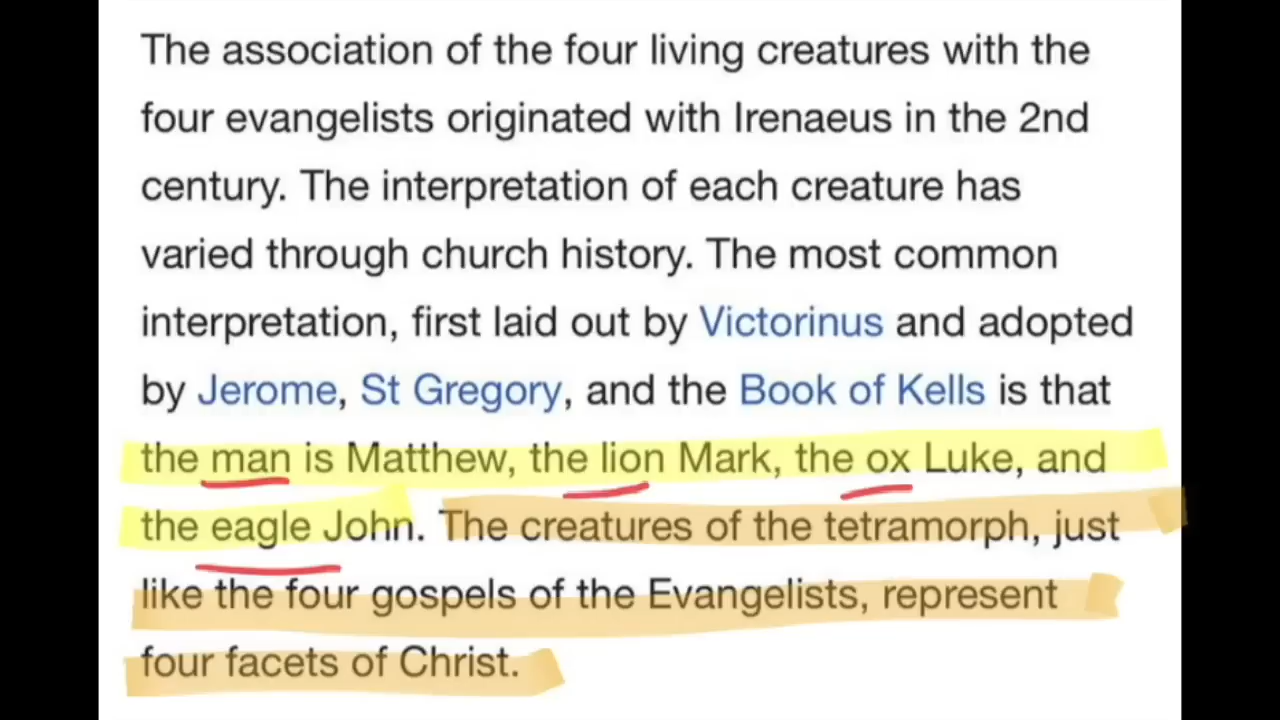 The association of the four living creatures with the
four evangelists originated with Irenaeus in the 2nd
century. The interpretation of each creature has
varied through church history. The most common
interpretation, first laid out by Victorinus and adopted
by Jerome, St Gregory, and the Book of Kells is that
the man is Matthew, the lion Mark, the ox Luke, and
the eagle John. The creatures of the tetramorph, just
like the four gospels of the Evangelists, represent
four facets of Christ.